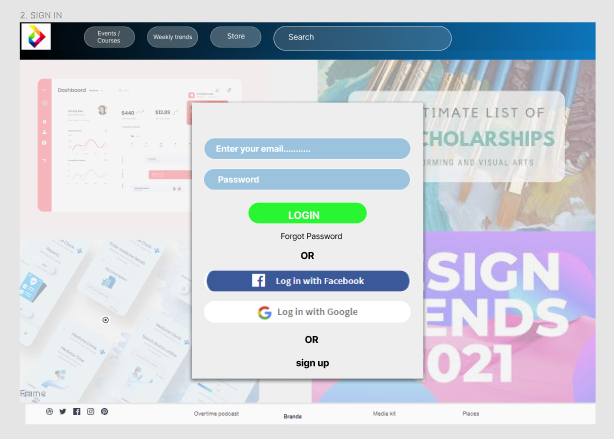 2. SIGN IN
Events /
Courses
Weekly trends
Store
Search
Dashboard
$440
$12.89
TIMATE LIST OF
CHOLARSHIPS
ORMING AND VISUAL ARTS
Enter your email...........
Password
LOGIN
Forgot Password
OR
Log in with Facebook
Log in with Google
OR
sign up
SIGN
ENDS
021
Frame
Overtime podcast
Brands
Media kit
Places